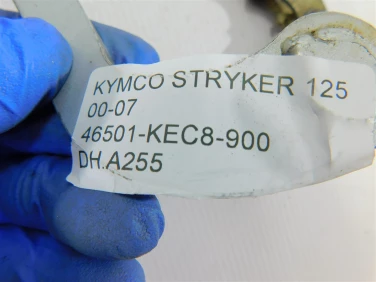 KYMCO STRYKER 125
00-07
46501-KEC8-900
DH.A255